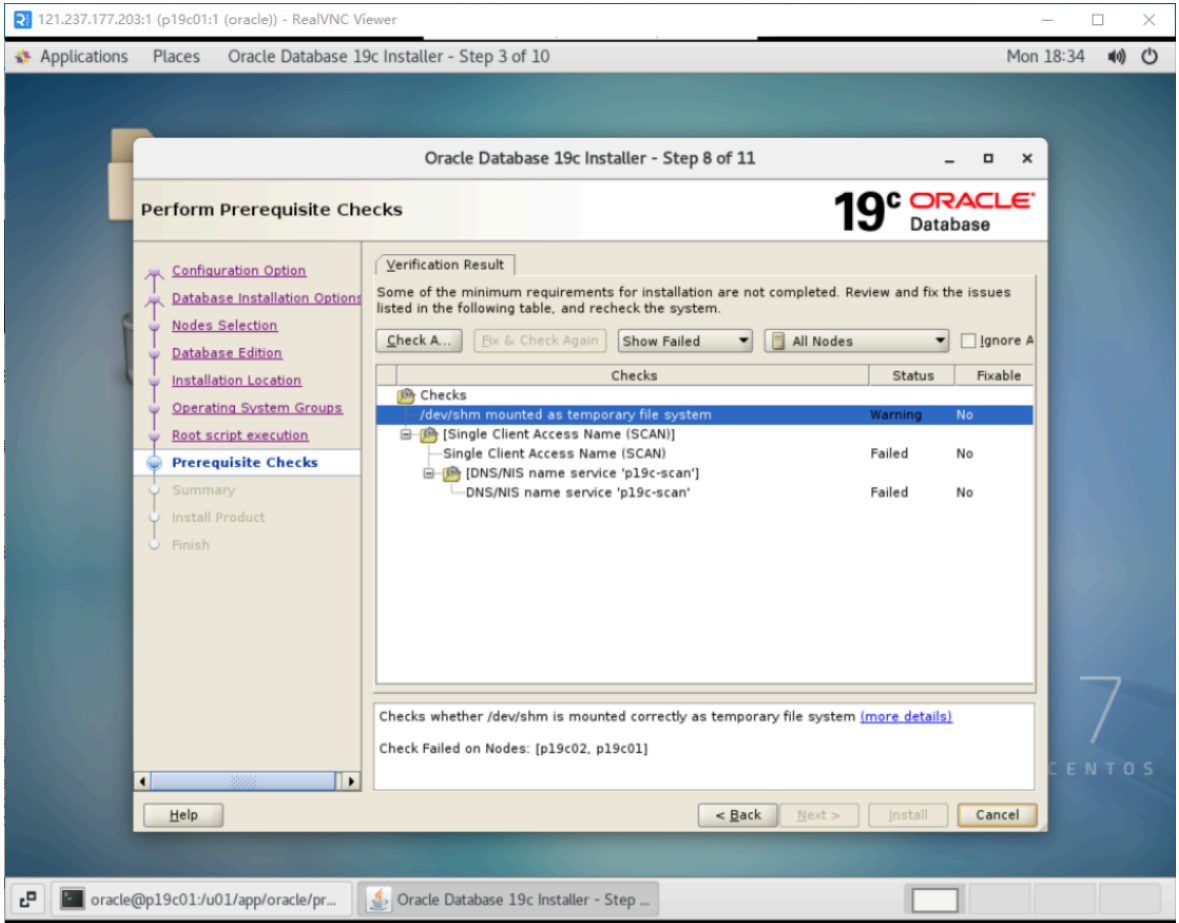 121.237.177.203:1 (p19c01:1 (oracle)) - RealVNC Viewer
Applications Places Oracle Database 19c Installer - Step 3 of 10 Mon 18:34
Oracle Database 19c Installer - Step 8 of 11
Perform Prerequisite Checks
19c ORACLE
Database
Configuration Option
Database Installation Options
Nodes Selection
Database Edition
Installation Location
Operating System Groups
Root script execution
Prerequisite Checks
Summary
Install Product
Finish
Verification Result
Some of the minimum requirements for installation are not completed. Review and fix the issues
listed in the following table, and recheck the system.
Check A... Fix & Check Again Show Failed All Nodes Ignore A
Checks Status Fixable
Checks
/dev/shm mounted as temporary file system Warning No
[Single Client Access Name (SCAN)]
Single Client Access Name (SCAN) Failed No
[DNS/NIS name service 'p19c-scan']
DNS/NIS name service 'p19c-scan' Failed No
Checks whether /dev/shm is mounted correctly as temporary file system (more details)
Check Failed on Nodes: [p19c02, p19c01]
7
CENTOS
Help < Back Next > Install Cancel
oracle@p19c01:/u01/app/oracle/pr... Oracle Database 19c Installer - Step ...